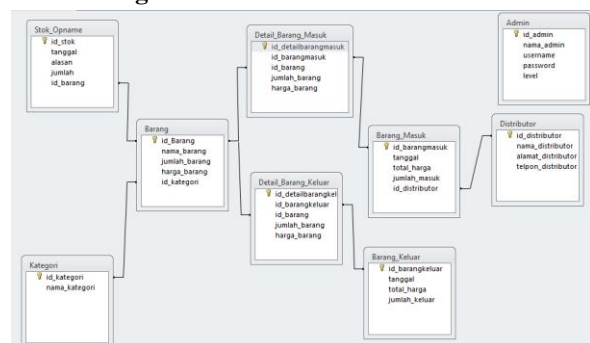 Stok_Opname
id_stok
tanggal
alasan
jumlah
id_barang
Detail_Barang_Masuk
id_detailbarangmasuk
id_barangmasuk
id_barang
jumlah_barang
harga_barang
Admin
id_admin
nama_admin
username
password
level
Barang
id_Barang
nama_barang
jumlah_barang
harga_barang
id_kategori
Barang_Masuk
id_barangmasuk
tanggal
total_harga
jumlah_masuk
id_distributor
Distributor
id_distributor
nama_distributor
alamat_distributor
telpon_distributor
Detail_Barang_Keluar
id_detailbarangkel
id_barangkeluar
id_barang
jumlah_barang
harga_barang
Kategori
id_kategori
nama_kategori
Barang_Keluar
id_barangkeluar
tanggal
total_harga
jumlah_keluar